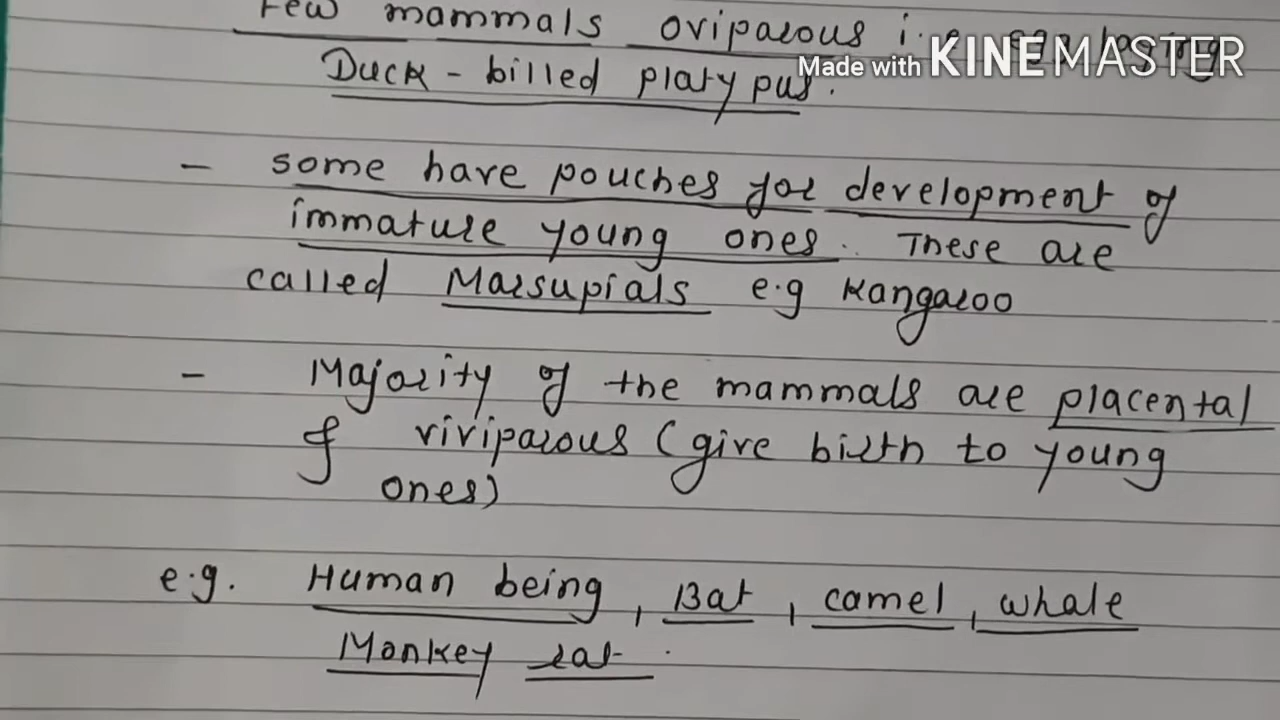 Few mammals oviparous i.e egg laying
Duck-billed platypus.
Made with KINEMASTER
- some have pouches for development of
immature young ones. These are
called Marsupials e.g Kangaroo
- Majority of the mammals are placental
& viviparous (give birth to young
ones)
e.g. Human being, Bat, camel, whale
Monkey rat.